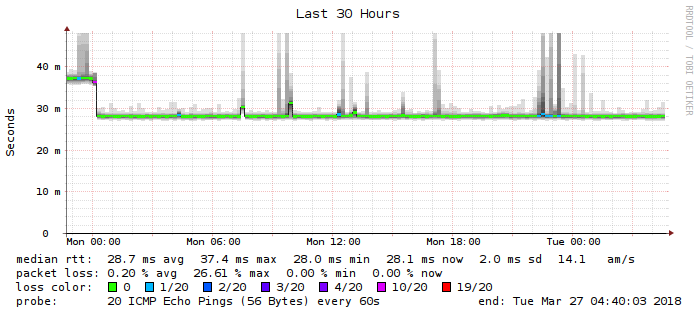 Last 30 Hours
RRDTOOL / TOBI OETIKER
Seconds
40 m
30 m
20 m
10 m
0
Mon 00:00 Mon 06:00 Mon 12:00 Mon 18:00 Tue 00:00
median rtt: 28.7 ms avg 37.4 ms max 28.0 ms min 28.1 ms now 2.0 ms sd 14.1 am/s
packet loss: 0.20 % avg 26.61 % max 0.00 % min 0.00 % now
loss color: 0 1/20 2/20 3/20 4/20 10/20 19/20
probe: 20 ICMP Echo Pings (56 Bytes) every 60s end: Tue Mar 27 04:40:03 2018